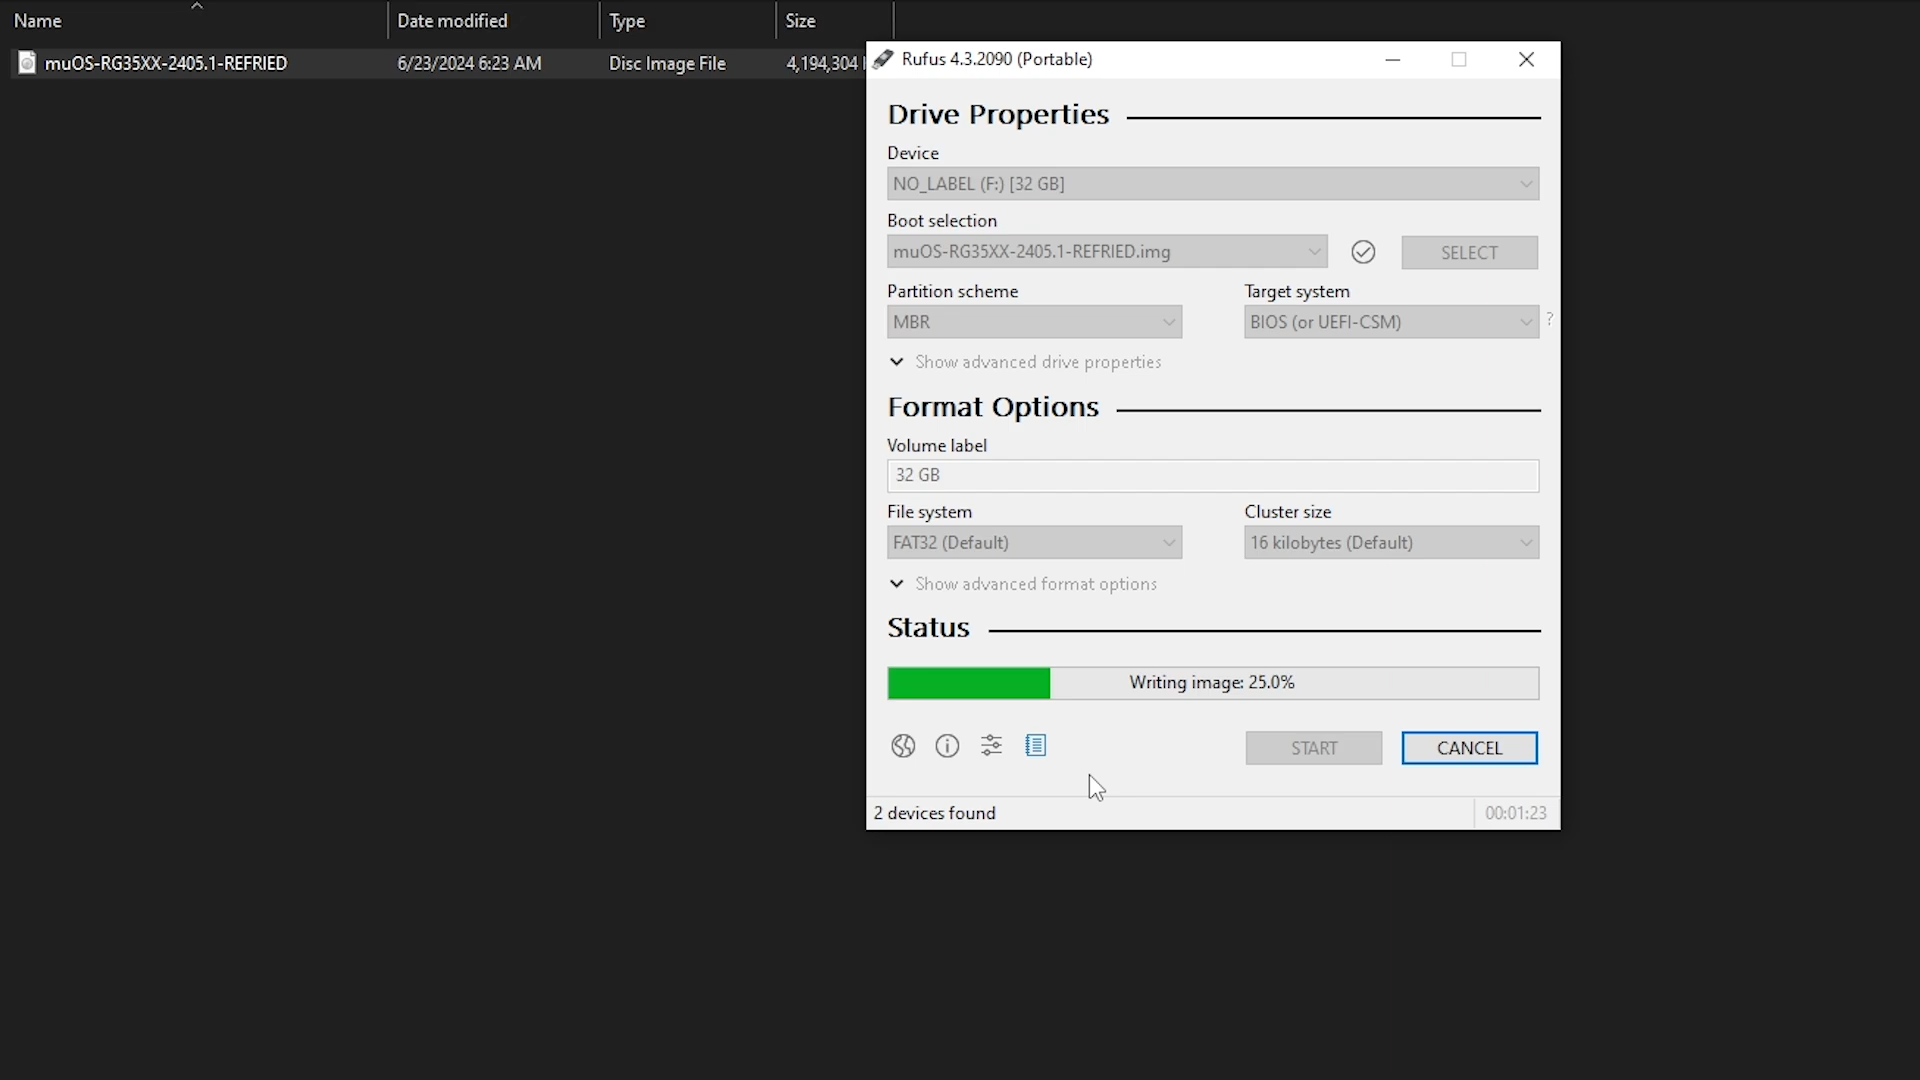 Name Date modified Type Size
muOS-RG35XX-2405.1-REFRIED 6/23/2024 6:23 AM Disc Image File 4,194,304
Rufus 4.3.2090 (Portable)
Drive Properties
Device
NO_LABEL (F:) [32 GB]
Boot selection
muOS-RG35XX-2405.1-REFRIED.img SELECT
Partition scheme Target system
MBR BIOS (or UEFI-CSM) ?
Show advanced drive properties
Format Options
Volume label
32 GB
File system Cluster size
FAT32 (Default) 16 kilobytes (Default)
Show advanced format options
Status
Writing image: 25.0%
START CANCEL
2 devices found 00:01:23